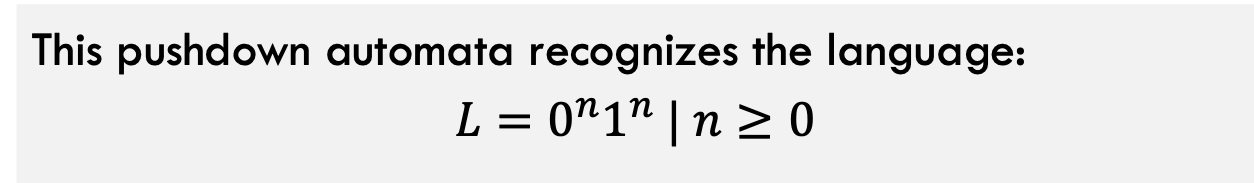 This pushdown automata recognizes the language:
L = 0ⁿ1ⁿ | n ≥ 0